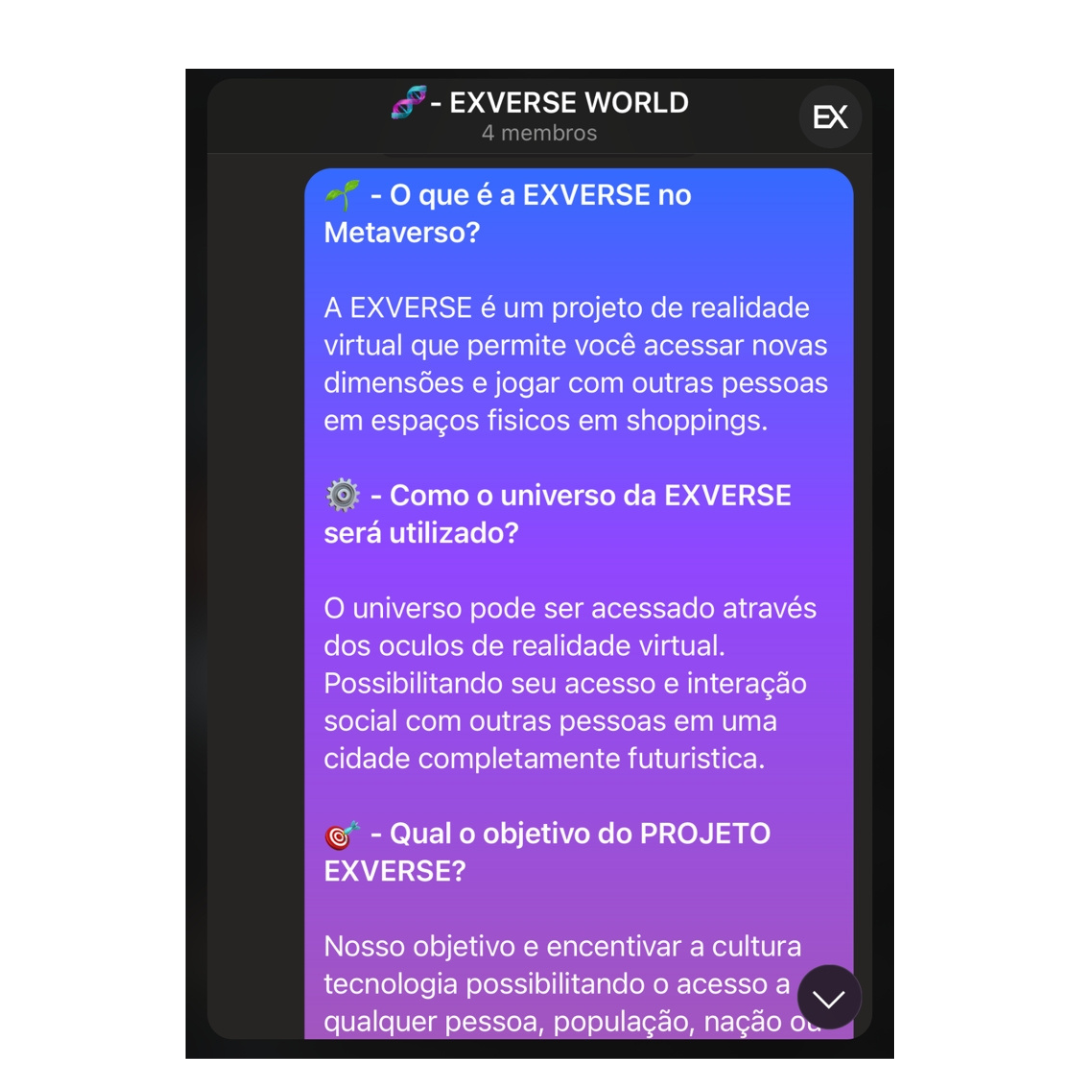 🧬 - EXVERSE WORLD
4 membros
EX
🌱 - O que é a EXVERSE no
Metaverso?
A EXVERSE é um projeto de realidade
virtual que permite você acessar novas
dimensões e jogar com outras pessoas
em espaços fisicos em shoppings.
⚙️ - Como o universo da EXVERSE
será utilizado?
O universo pode ser acessado através
dos oculos de realidade virtual.
Possibilitando seu acesso e interação
social com outras pessoas em uma
cidade completamente futuristica.
🎯 - Qual o objetivo do PROJETO
EXVERSE?
Nosso objetivo e encentivar a cultura
tecnologia possibilitando o acesso a
qualquer pessoa, população, nação ou